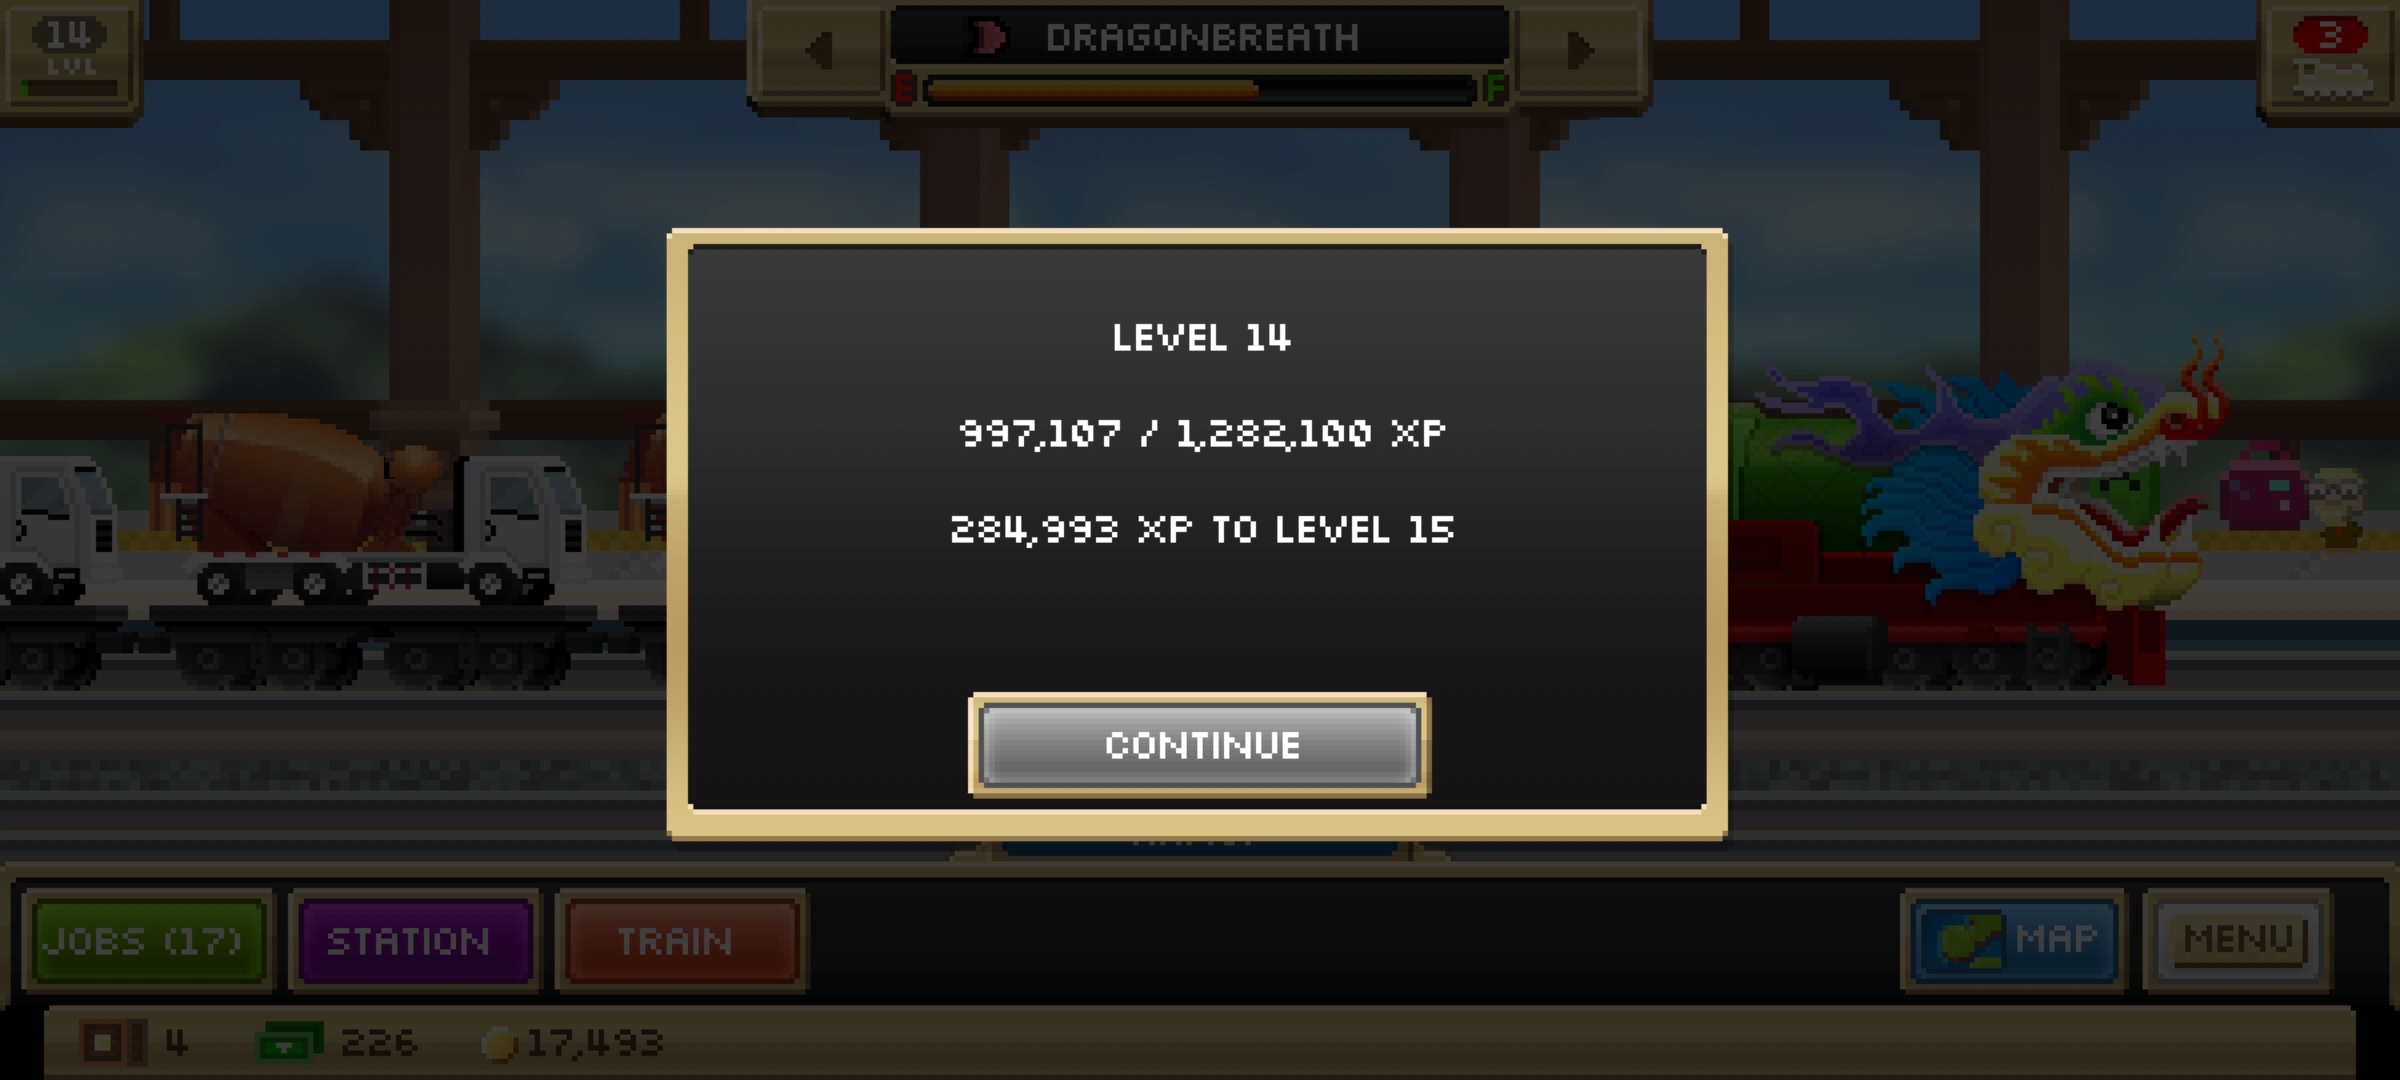 14
LVL
DRAGONBREATH
E
F
3
LEVEL 14
997,107 / 1,282,100 XP
284,993 XP TO LEVEL 15
CONTINUE
JOBS (17)
STATION
TRAIN
MAP
MENU
4
226
17,493